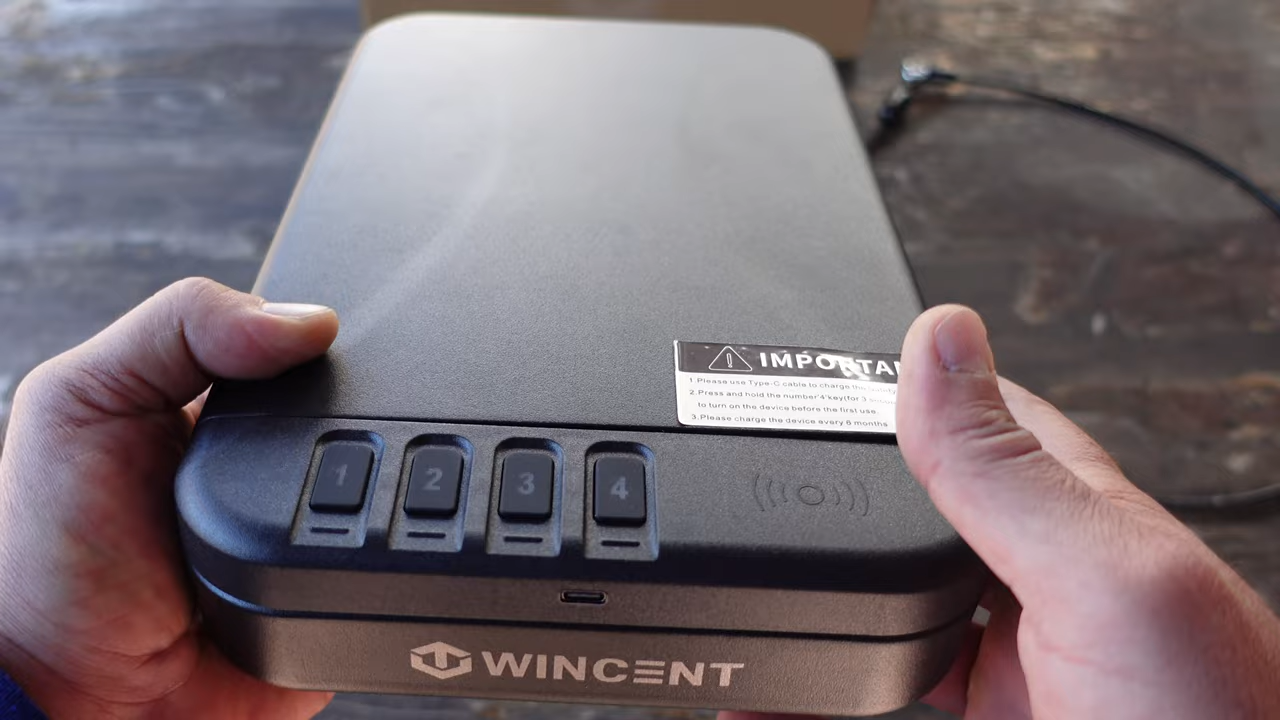 IMPORTA
1.Please use Type-C cable to charge the
2.Press and hold the number'4'key(for 3
to turn on the device before the first use.
3.Please charge the device every 6 months
1 2 3 4
WINCENT